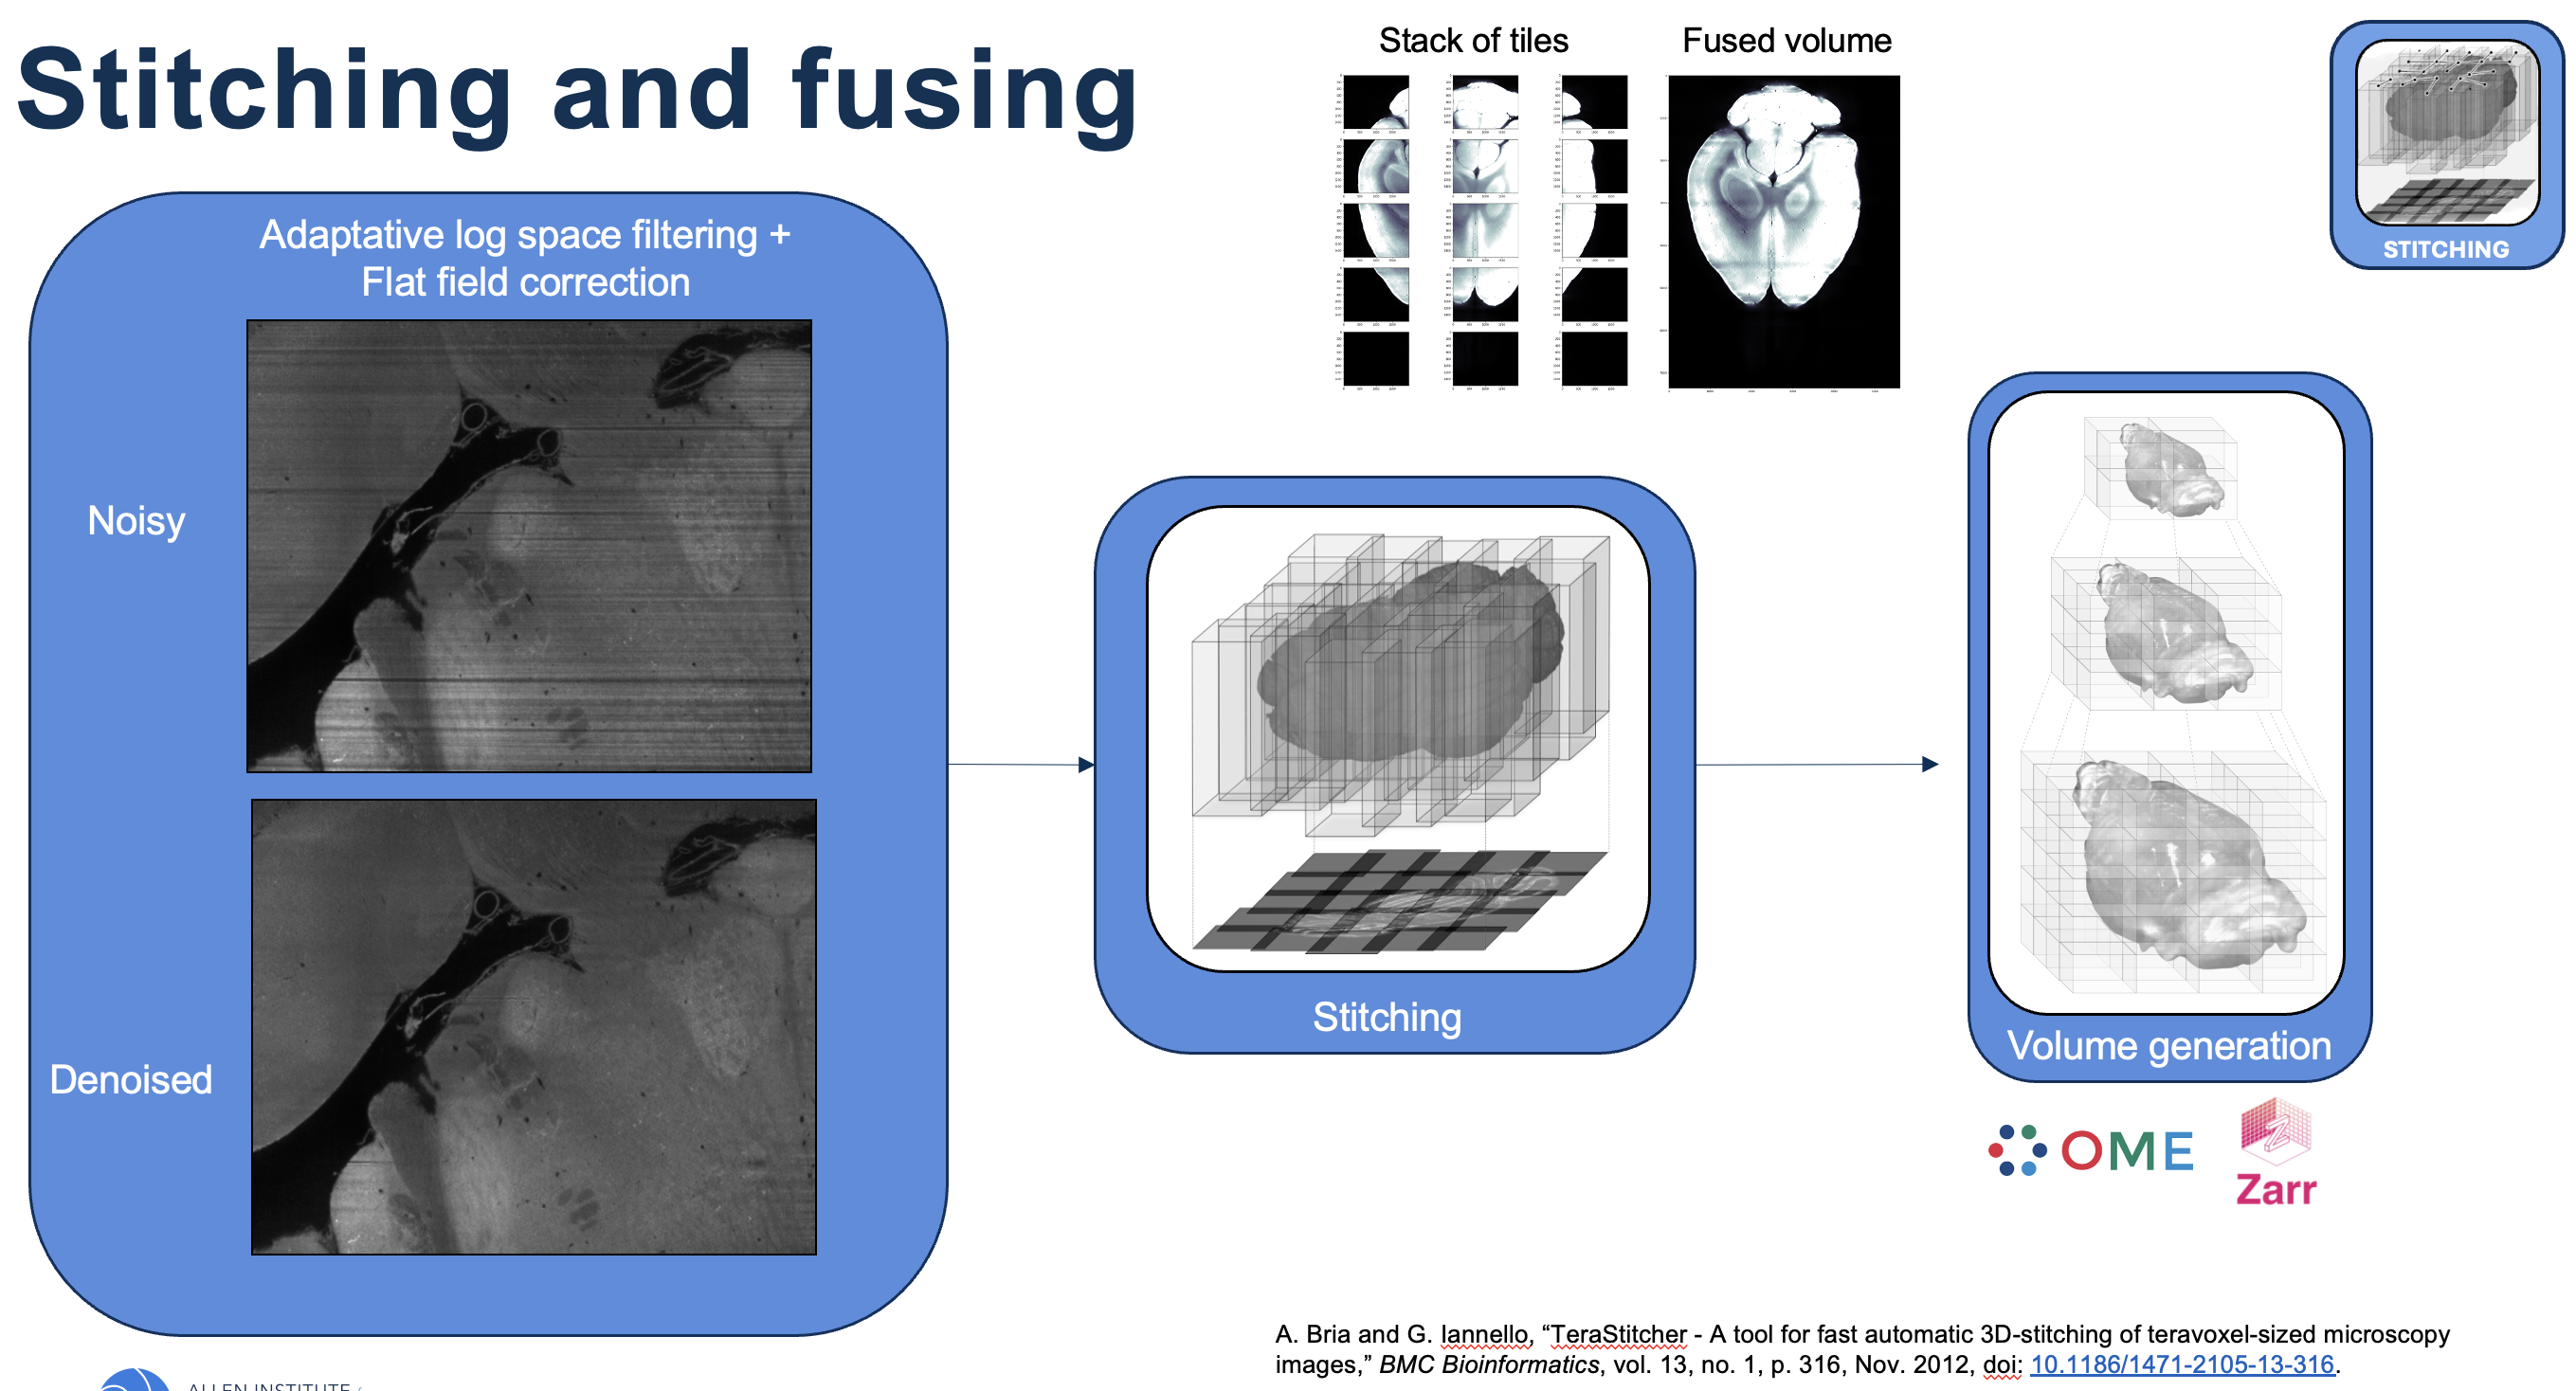 Stitching and fusing
Stack of tiles
Fused volume
STITCHING
Adaptative log space filtering +
Flat field correction
Noisy
Denoised
Stitching
Volume generation
OME
Zarr
A. Bria and G. Iannello, “TeraStitcher - A tool for fast automatic 3D-stitching of teravoxel-sized microscopy
images,” BMC Bioinformatics, vol. 13, no. 1, p. 316, Nov. 2012, doi: 10.1186/1471-2105-13-316.
ALLEN INSTITUTE